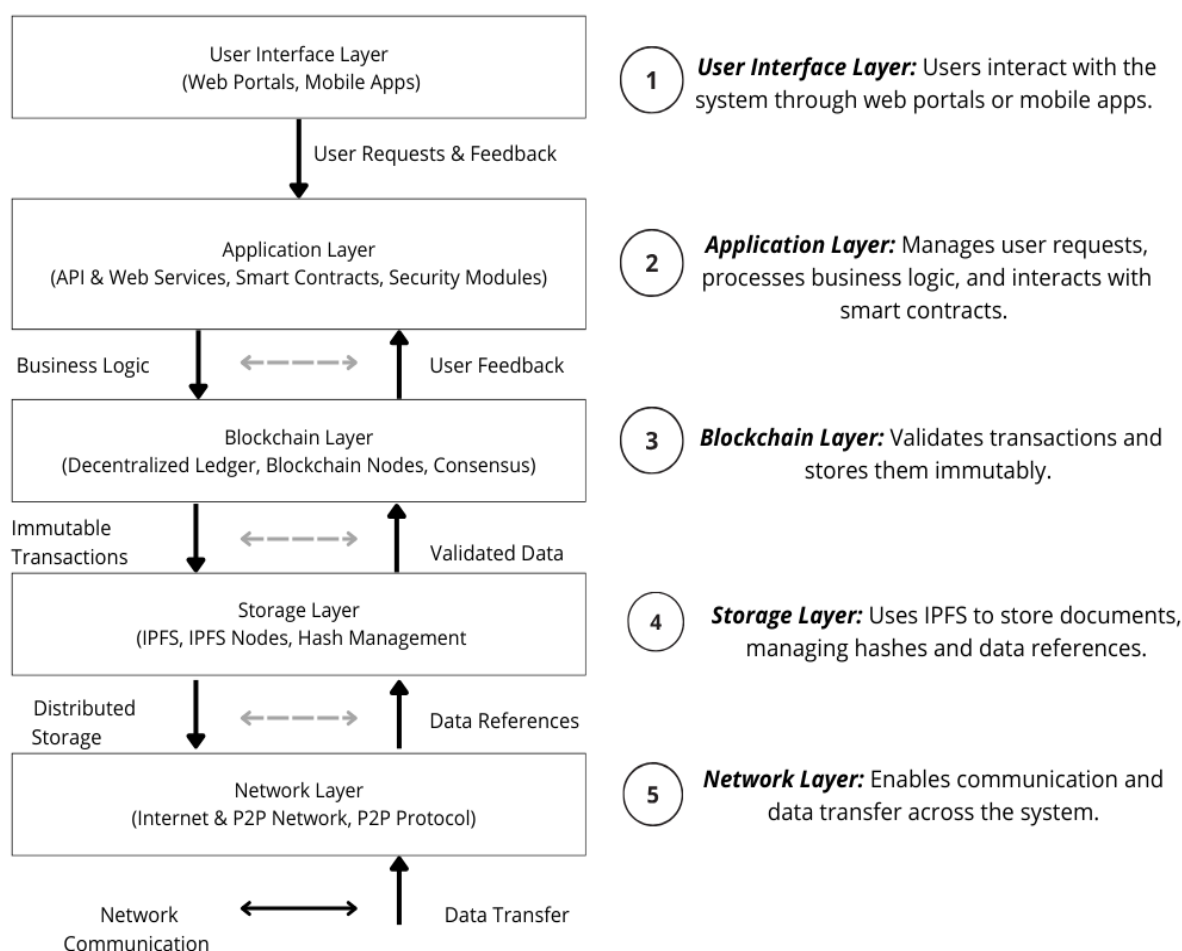 User Interface Layer
(Web Portals, Mobile Apps)
User Requests & Feedback
Application Layer
(API & Web Services, Smart Contracts, Security Modules)
Business Logic
User Feedback
Blockchain Layer
(Decentralized Ledger, Blockchain Nodes, Consensus)
Immutable
Transactions
Validated Data
Storage Layer
(IPFS, IPFS Nodes, Hash Management
Distributed
Storage
Data References
Network Layer
(Internet & P2P Network, P2P Protocol)
Network
Communication
Data Transfer
1
User Interface Layer: Users interact with the
system through web portals or mobile apps.
2
Application Layer: Manages user requests,
processes business logic, and interacts with
smart contracts.
3
Blockchain Layer: Validates transactions and
stores them immutably.
4
Storage Layer: Uses IPFS to store documents,
managing hashes and data references.
5
Network Layer: Enables communication and
data transfer across the system.